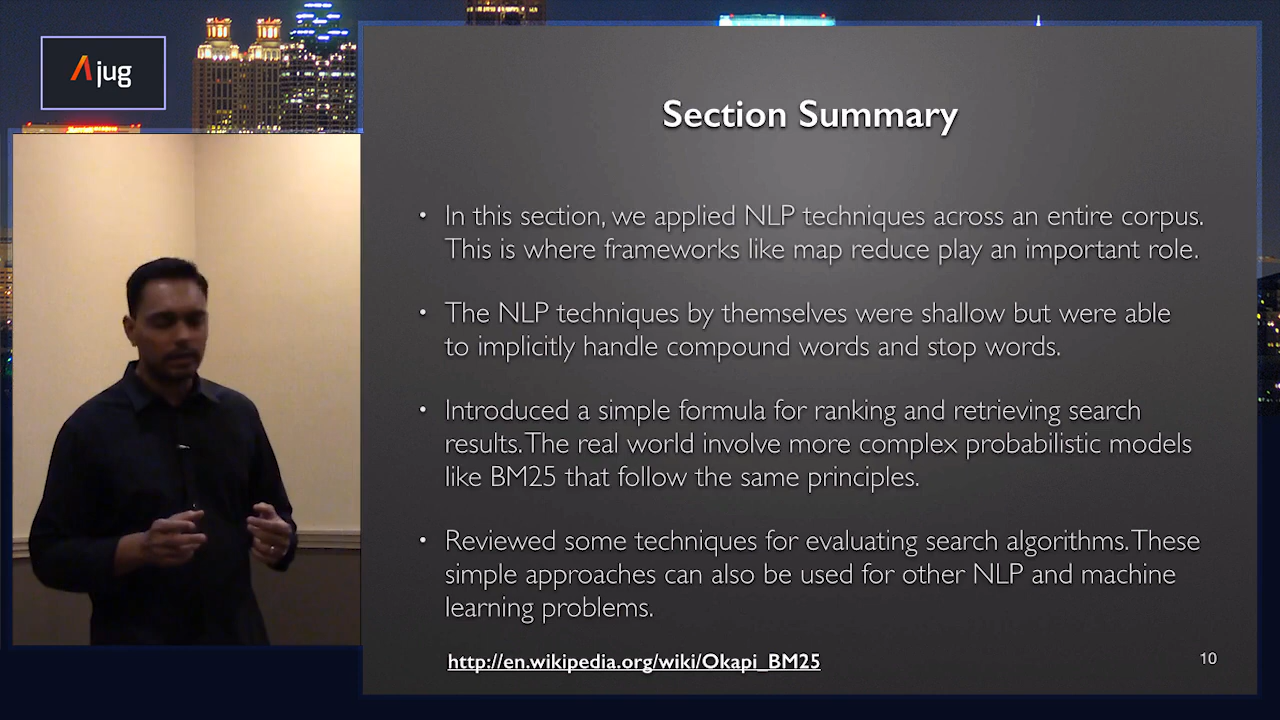 jug
Section Summary
• In this section, we applied NLP techniques across an entire corpus.
This is where frameworks like map reduce play an important role.
• The NLP techniques by themselves were shallow but were able
to implicitly handle compound words and stop words.
• Introduced a simple formula for ranking and retrieving search
results. The real world involve more complex probabilistic models
like BM25 that follow the same principles.
• Reviewed some techniques for evaluating search algorithms. These
simple approaches can also be used for other NLP and machine
learning problems.
http://en.wikipedia.org/wiki/Okapi_BM25
10